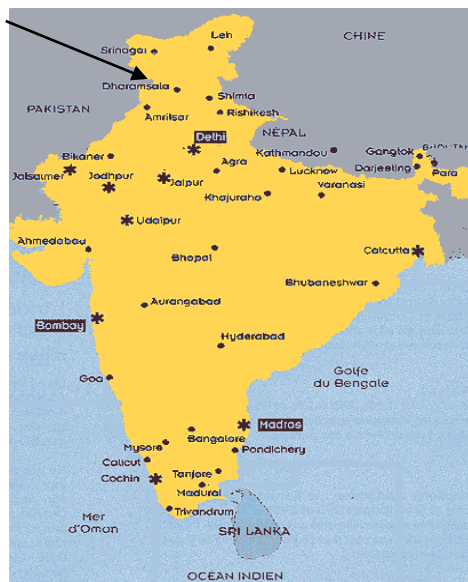 Leh
CHINE
Srinagar
Dharamsala
Shimla
PAKISTAN
Amritsar
Rishikesh
Delhi
NÉPAL
Kathmandou
Gangtok
BHOUTAN
Bikaner
Agra
Lucknow
Darjeeling
Paro
Jaisalmer
Jodhpur
Jaipur
Khajuraho
Varanasi
Udaipur
Ahmedabad
Bhopal
Calcutta
Bhubaneshwar
Aurangabad
Bombay
Hyderabad
Golfe
du Bengale
Goa
Madras
Bangalore
Mysore
Pondichery
Calicut
Tanjore
Cochin
Madurai
Trivandrum
Mer
d'Oman
SRI LANKA
OCEAN INDIEN